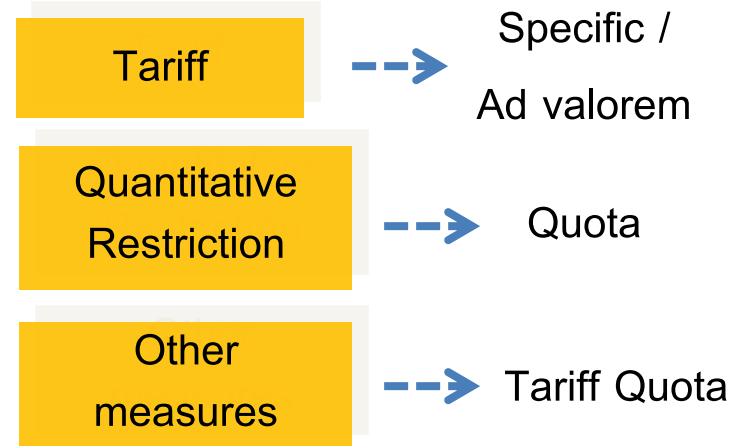 Tariff
Specific /
Ad valorem
Quantitative
Restriction
Quota
Other
measures
Tariff Quota